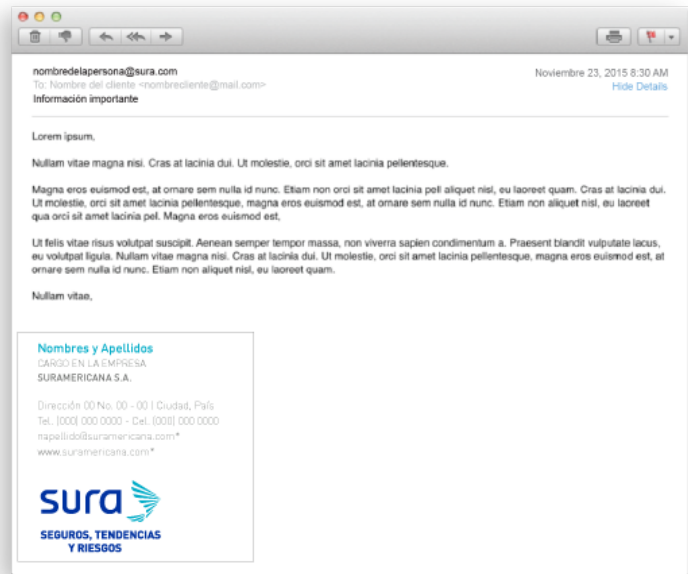 nombredelapersona@sura.com
Noviembre 23, 2015 8:30 AM
To: Nombre del cliente <nombrecliente@mail.com>
Hide Details
Información importante
Lorem ipsum,
Nullam vitae magna nisi. Cras at lacinia dui. Ut molestie, orci sit amet lacinia pellentesque.
Magna eros euismod est, at ornare sem nulla id nunc. Etiam non orci sit amet lacinia pell aliquet nisl, eu laoreet quam. Cras at lacinia dui.
Ut molestie, orci sit amet lacinia pellentesque, magna eros euismod est, at ornare sem nulla id nunc. Etiam non aliquet nisl, eu laoreet
qua orci sit amet lacinia pel. Magna eros euismod est,
Ut felis vitae risus volutpat suscipit. Aenean semper tempor massa, non viverra sapien condimentum a. Praesent blandit vulputate lacus,
eu volutpat ligula. Nullam vitae magna nisi. Cras at lacinia dui. Ut molestie, orci sit amet lacinia pellentesque, magna eros euismod est, at
ornare sem nulla id nunc. Etiam non aliquet nisl, eu laoreet quam.
Nullam vitae,
Nombres y Apellidos
CARGO EN LA EMPRESA
SURAMERICANA S.A.
Dirección 00 No. 00 - 00 | Ciudad, País
Tel. (000) 000 0000 - Cel. (000) 000 0000
napellido@suramericana.com*
www.suramericana.com*
sura
SEGUROS, TENDENCIAS
Y RIESGOS